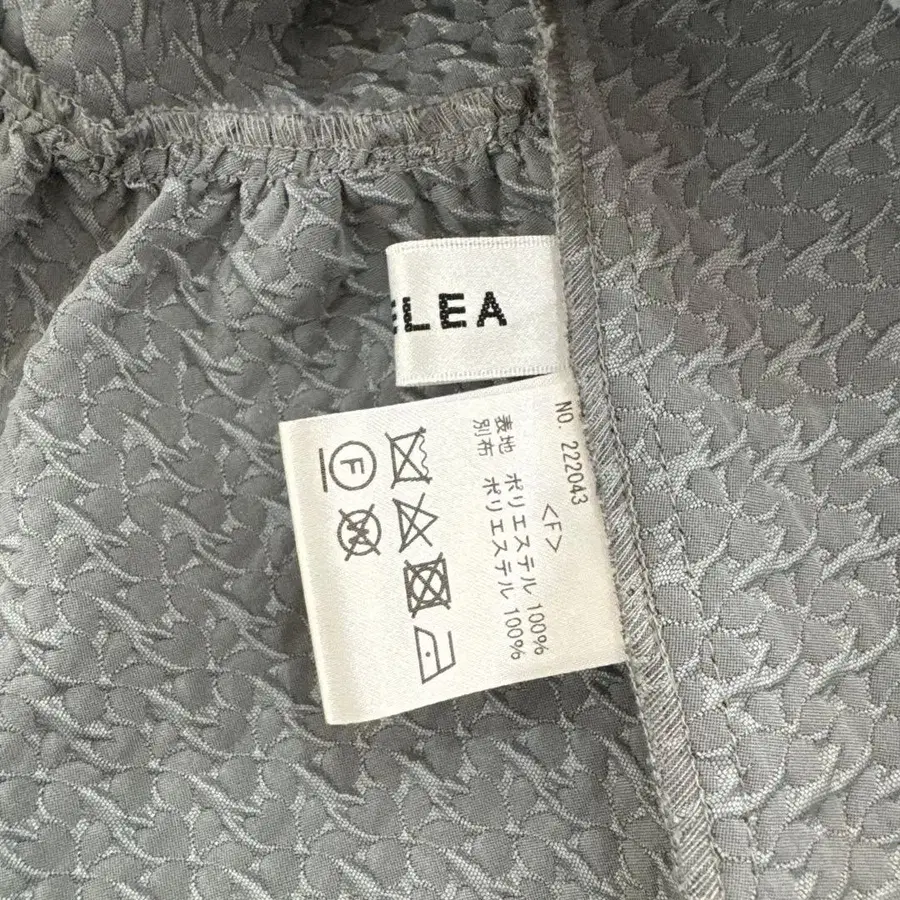 ELEA
NO. 222043
<F>
表地 ポリエステル 100%
別布 ポリエステル 100%
F
W